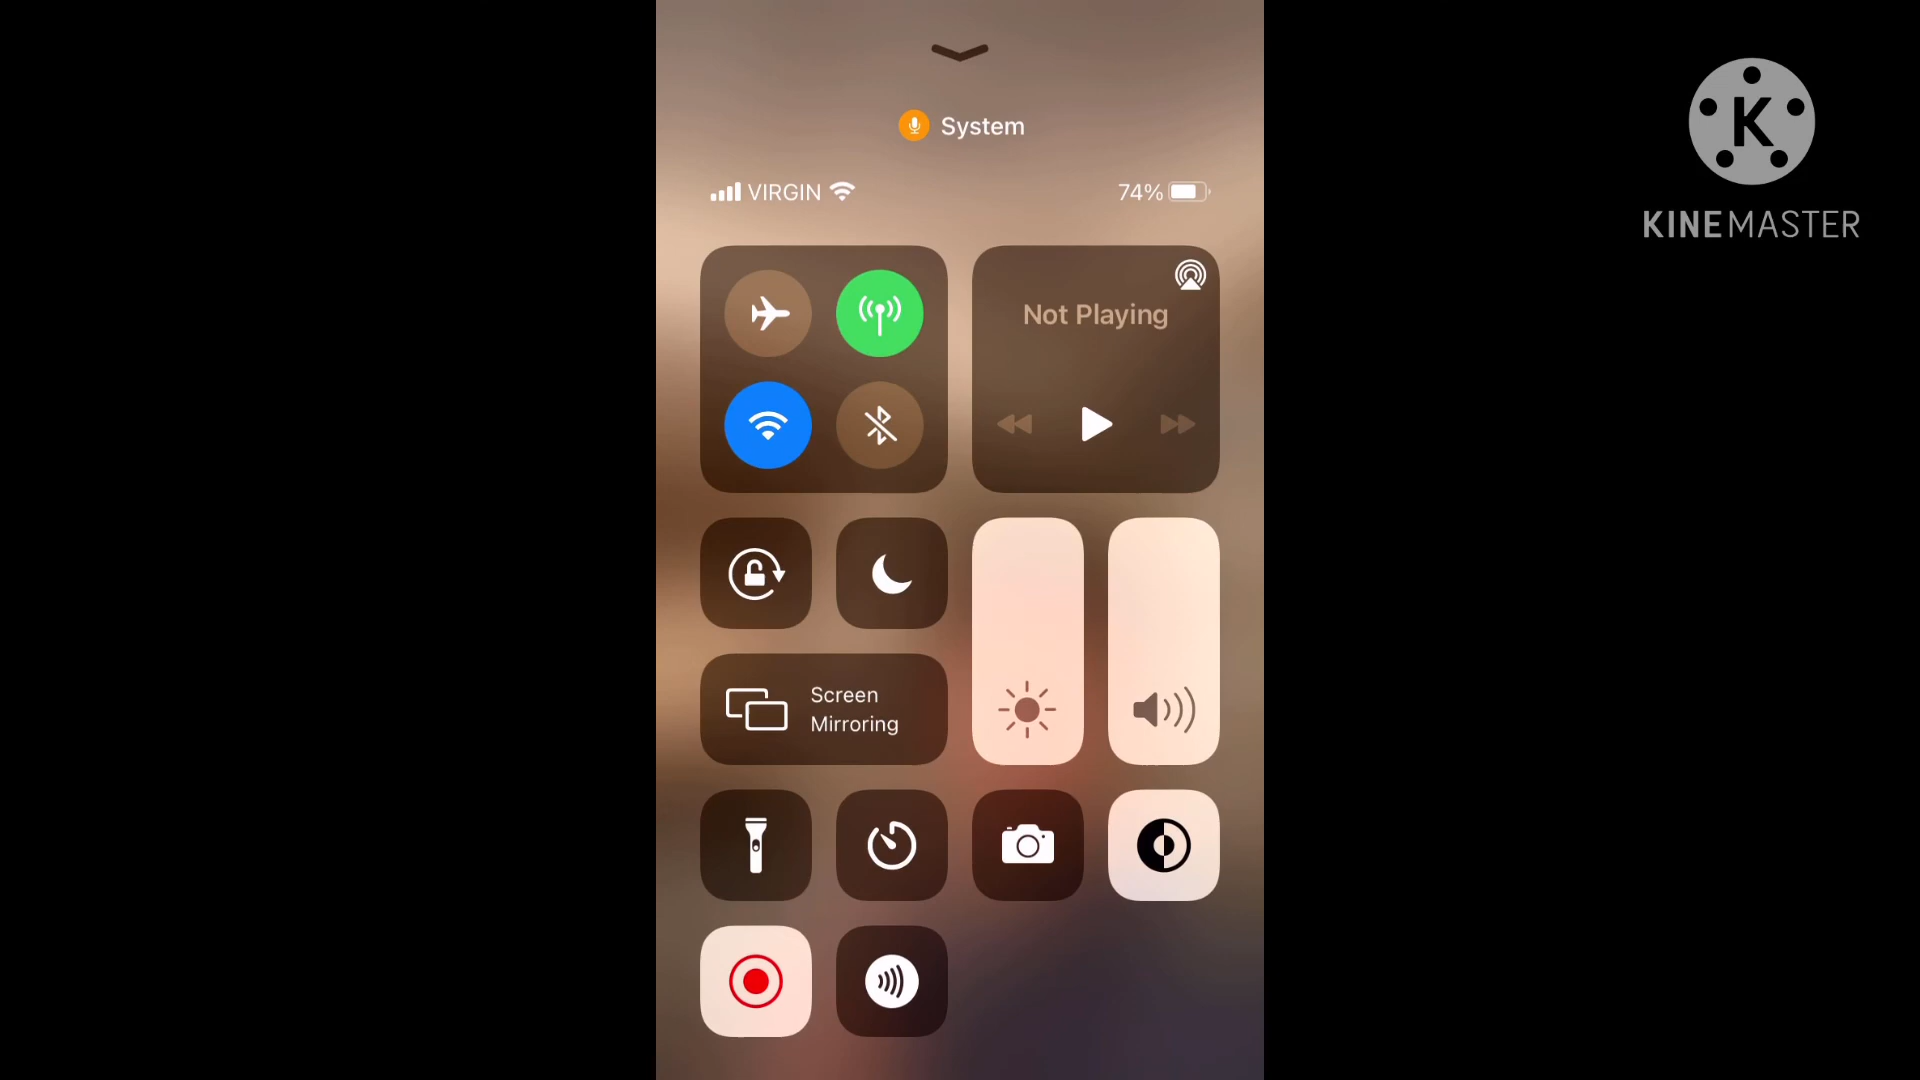 System
VIRGIN
74%
K
KINEMASTER
Not Playing
Screen
Mirroring